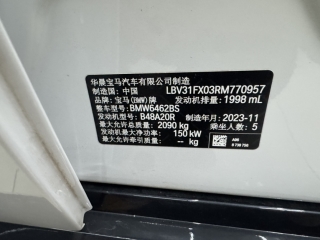 华晨宝马汽车有限公司制造
制造国：中国 LBV31FX03RM770957
品牌：宝马(BMW)牌 发动机排量：1998 mL
整车型号：BMW6462BS
发动机型号：B48A20R 制造年月：2023-11
最大允许总质量：2090 kg 乘坐人数：5
发动机最大净功率：150 kW
最大允许牵引质量：-- kg